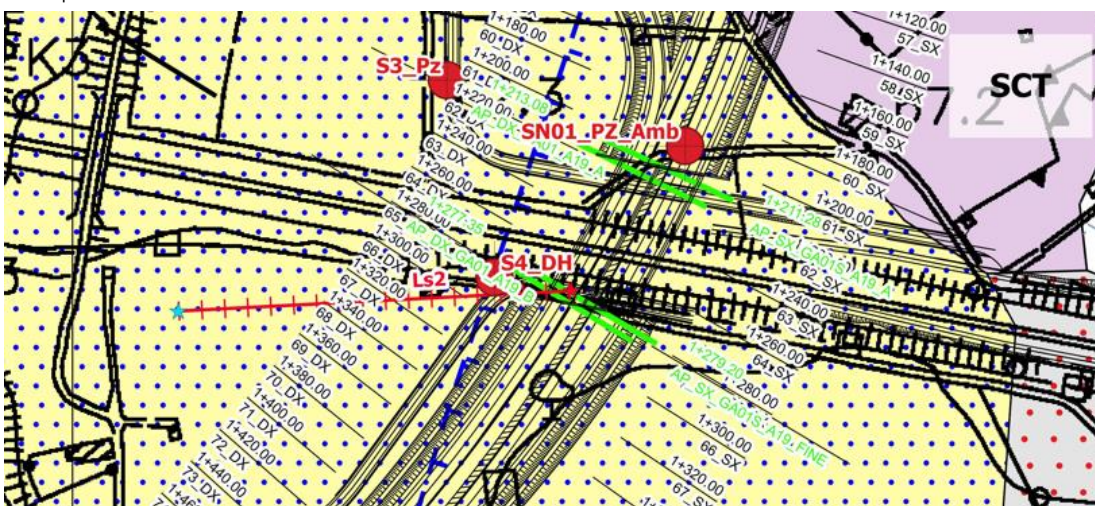 1+180.00
60_DX
1+200.00
1+213.08
1+220.00
1+240.00
63_DX
1+260.00
1+277.35
1+280.00
AP_DX_GA01_A19_B
1+300.00
66_DX
1+320.00
67_DX
1+340.00
68_DX
1+360.00
69_DX
1+380.00
70_DX
1+400.00
71_DX
1+420.00
72_DX
1+440.00
73_DX
S3_Pz
SN01_PZ_Amb
S4_DH
Ls2
SCT
1+120.00
57_SX
1+140.00
58_SX
1+160.00
59_SX
1+180.00
60_SX
1+200.00
1+211.28
61_SX
AP_SX_GA01S_A19_A
62_SX
1+240.00
63_SX
1+260.00
64_SX
1+279.20
AP_SX_GA01S_A19_FINE
1+300.00
66_SX
1+320.00
67_SX